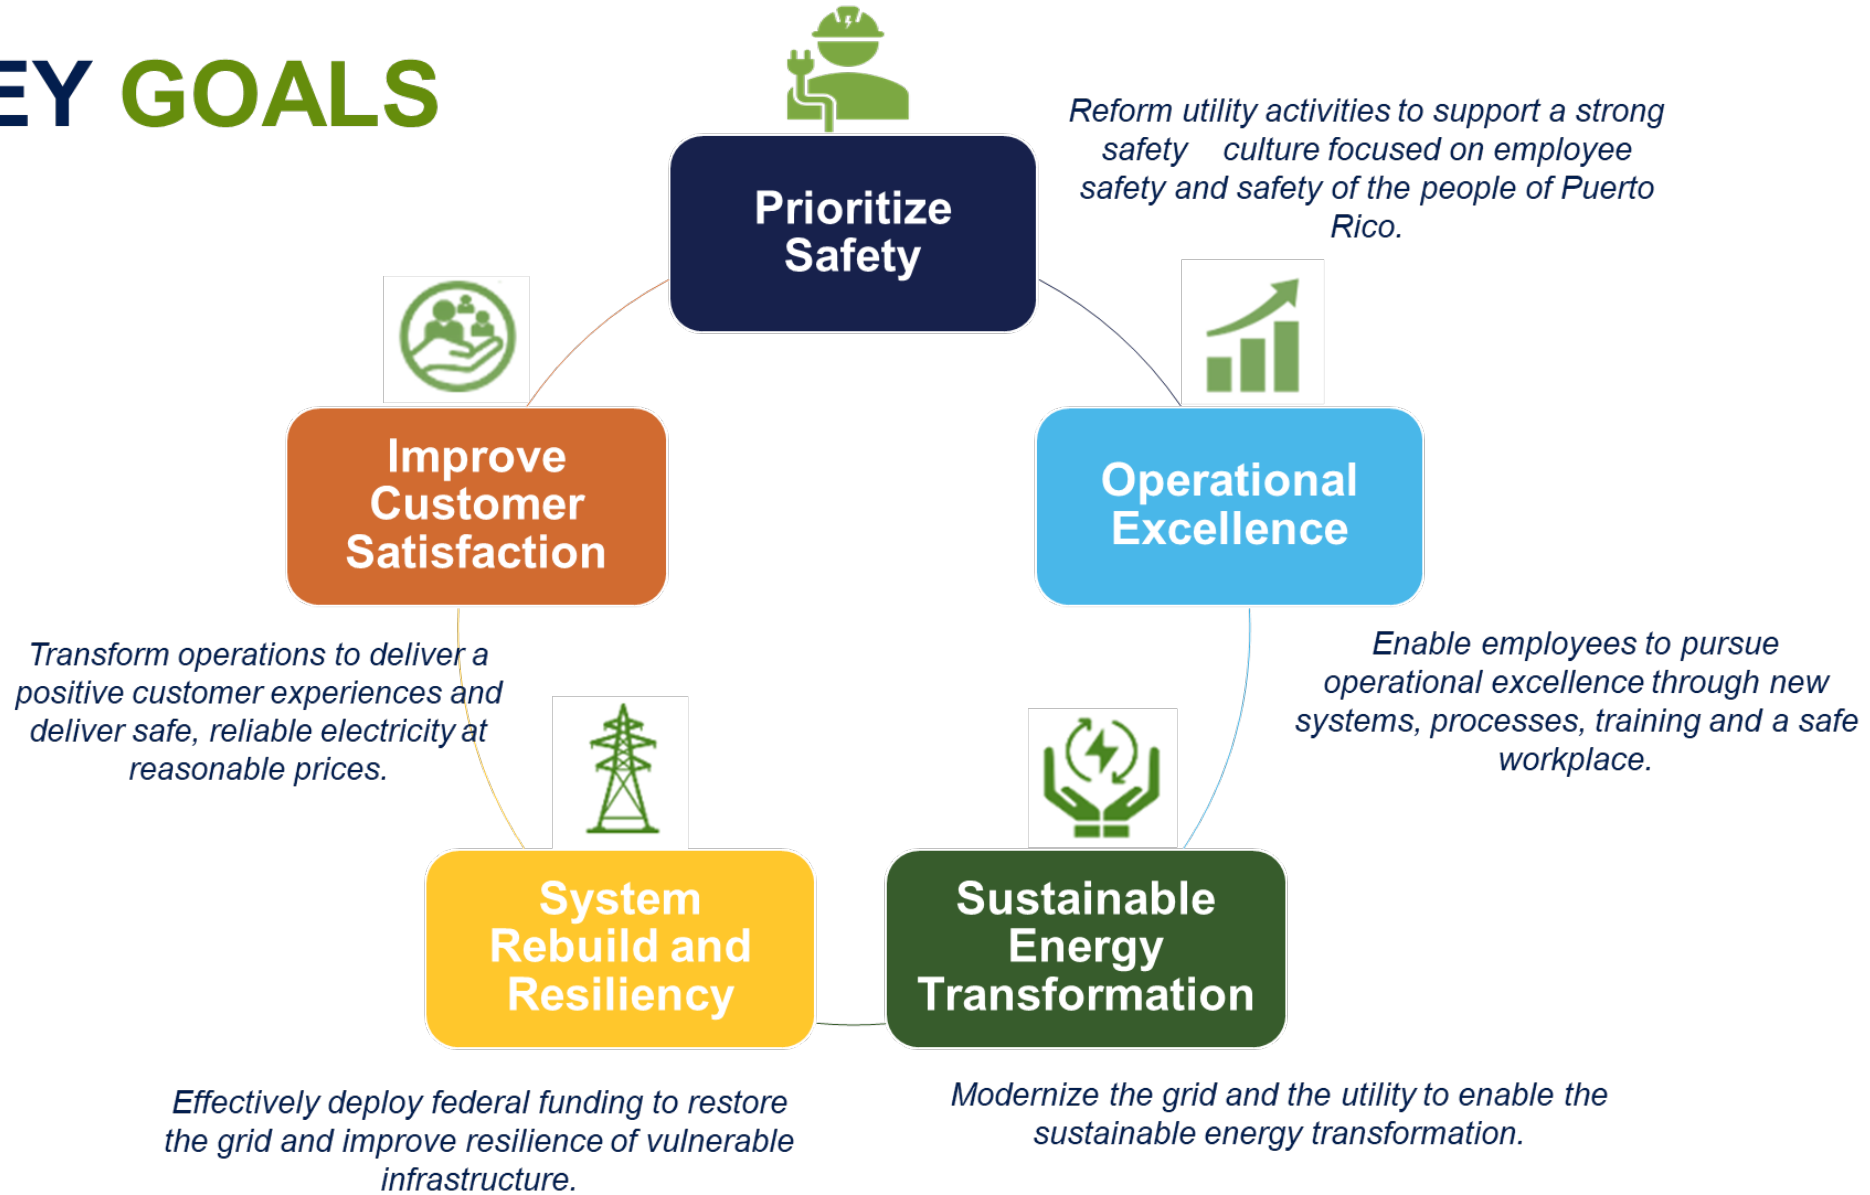 EY GOALS
Prioritize
Safety
Reform utility activities to support a strong
safety culture focused on employee
safety and safety of the people of Puerto
Rico.
Operational
Excellence
Enable employees to pursue
operational excellence through new
systems, processes, training and a safe
workplace.
Sustainable
Energy
Transformation
Modernize the grid and the utility to enable the
sustainable energy transformation.
System
Rebuild and
Resiliency
Effectively deploy federal funding to restore
the grid and improve resilience of vulnerable
infrastructure.
Improve
Customer
Satisfaction
Transform operations to deliver a
positive customer experiences and
deliver safe, reliable electricity at
reasonable prices.